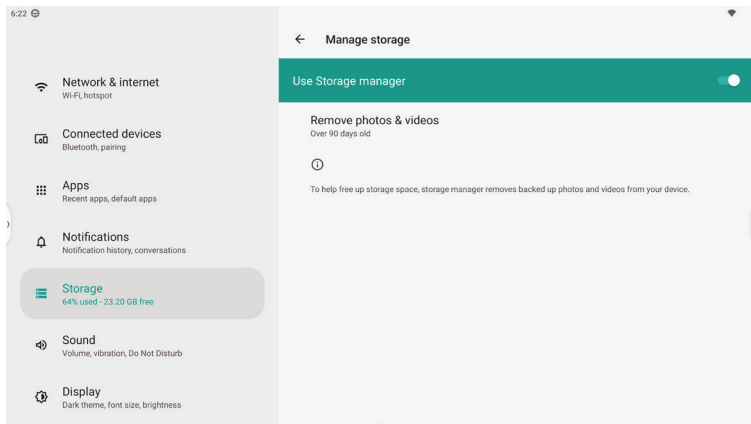 6:22
Manage storage
Network & internet
Wi-Fi, hotspot
Connected devices
Bluetooth, pairing
Apps
Recent apps, default apps
Notifications
Notification history, conversations
Storage
64% used - 23.20 GB free
Sound
Volume, vibration, Do Not Disturb
Display
Dark theme, font size, brightness
Use Storage manager
Remove photos & videos
Over 90 days old
To help free up storage space, storage manager removes backed up photos and videos from your device.